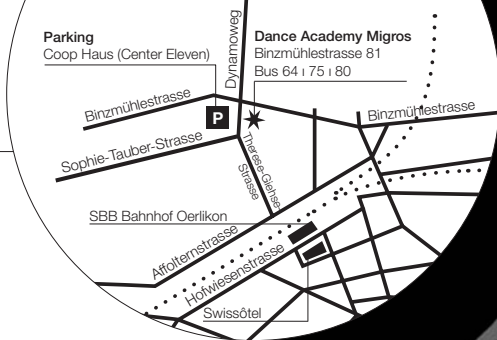 Parking
Coop Haus (Center Eleven)
Dynamoweg
Dance Academy Migros
Binzmühlestrasse 81
Bus 64 I 75 I 80
Binzmühlestrasse
P
Binzmühlestrasse
Sophie-Tauber-Strasse
Therese-Giehse-
Strasse
SBB Bahnhof Oerlikon
Affolternstrasse
Hofwiesenstrasse
Swissôtel